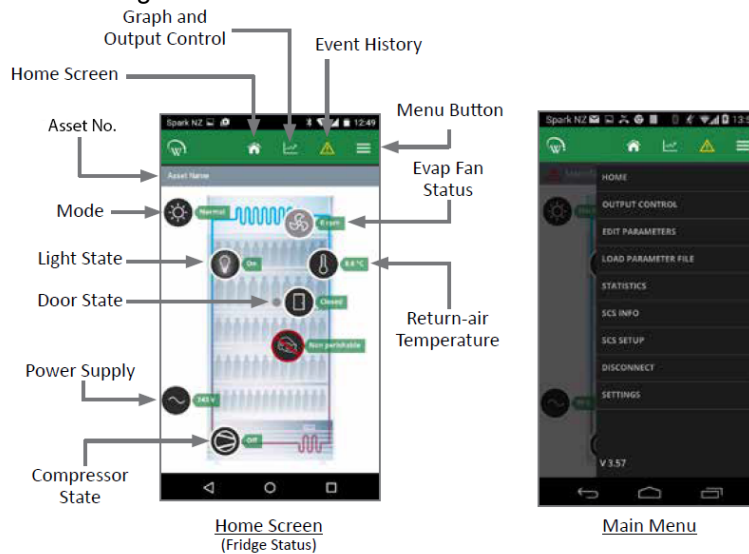 Graph and
Output Control
Event History
Home Screen
Menu Button
Asset No.
Spark NZ
12:49
Asset Name
Evap Fan
Status
Mode
Normal
0 rpm
Light State
On
8.6 °C
Door State
Closed
Return-air
Temperature
Non perishable
Power Supply
243 V
Off
Compressor
State
Home Screen
(Fridge Status)
Spark NZ
HOME
OUTPUT CONTROL
EDIT PARAMETERS
LOAD PARAMETER FILE
STATISTICS
SCS INFO
SCS SETUP
DISCONNECT
SETTINGS
V 3.57
Main Menu